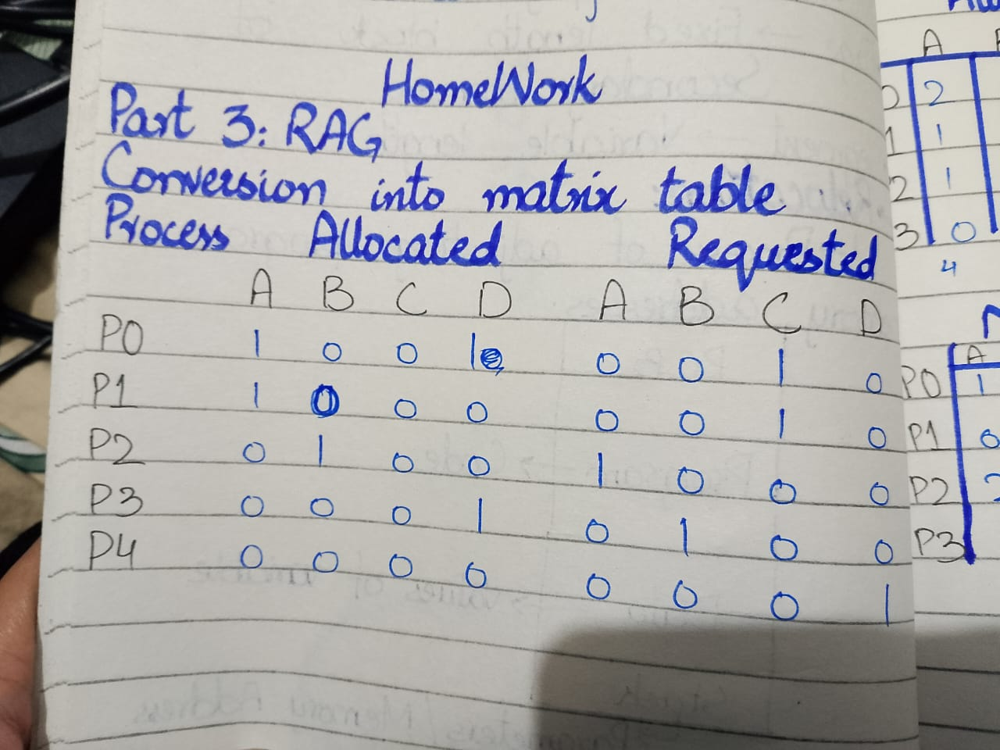 HomeWork
Part 3: RAG
Conversion into matrix table
Process Allocated Requested
A B C D A B C D
P0 1 0 0 1 0 0 1 0
P1 1 0 0 0 0 0 1 0
P2 0 1 0 0 1 0 0 0
P3 0 0 0 1 0 1 0 0
P4 0 0 0 0 0 0 0 1
A
2
1 1
2 1
3 0
4
A
P0 1
P1 0
P2 2
P3